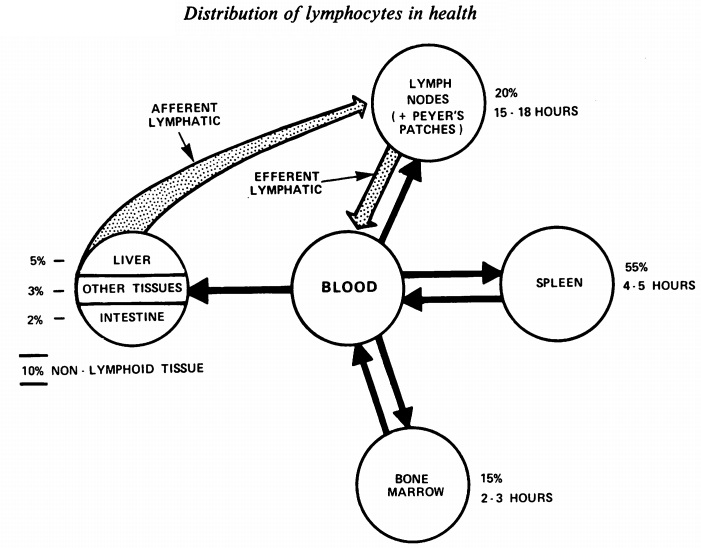 Distribution of lymphocytes in health
AFFERENT
LYMPHATIC
LYMPH
NODES
( + PEYER'S
PATCHES )
20%
15 - 18 HOURS
EFFERENT
LYMPHATIC
5% –
3% –
2% –
LIVER
OTHER TISSUES
INTESTINE
10% NON - LYMPHOID TISSUE
BLOOD
SPLEEN
55%
4 - 5 HOURS
BONE
MARROW
15%
2 - 3 HOURS